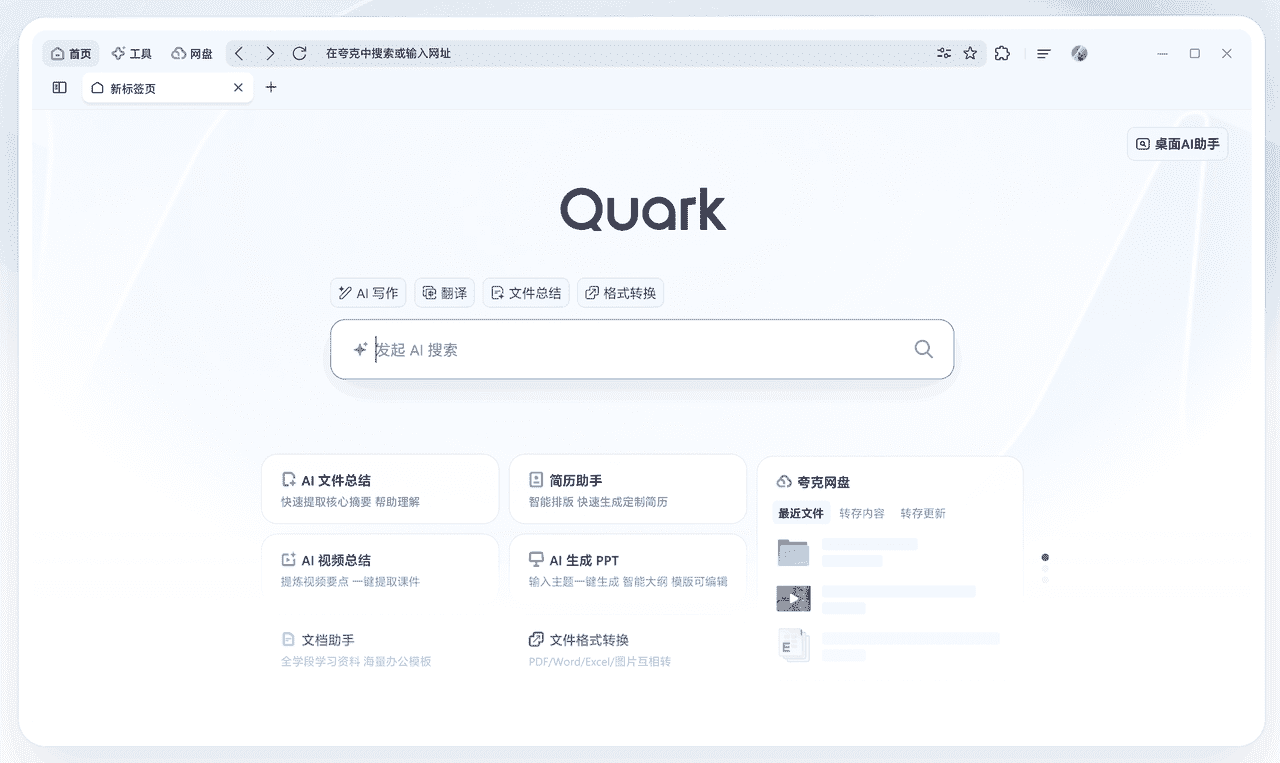 首页 工具 网盘 在夸克中搜索或输入网址
新标签页
桌面AI助手
Quark
AI 写作 翻译 文件总结 格式转换
发起 AI 搜索
AI 文件总结
快速提取核心摘要 帮助理解
简历助手
智能排版 快速生成定制简历
AI 视频总结
提炼视频要点 一键提取课件
AI 生成 PPT
输入主题一键生成 智能大纲 模版可编辑
文档助手
全学段学习资料 海量办公模板
文件格式转换
PDF/Word/Excel/图片互相转
夸克网盘
最近文件 转存内容 转存更新
E